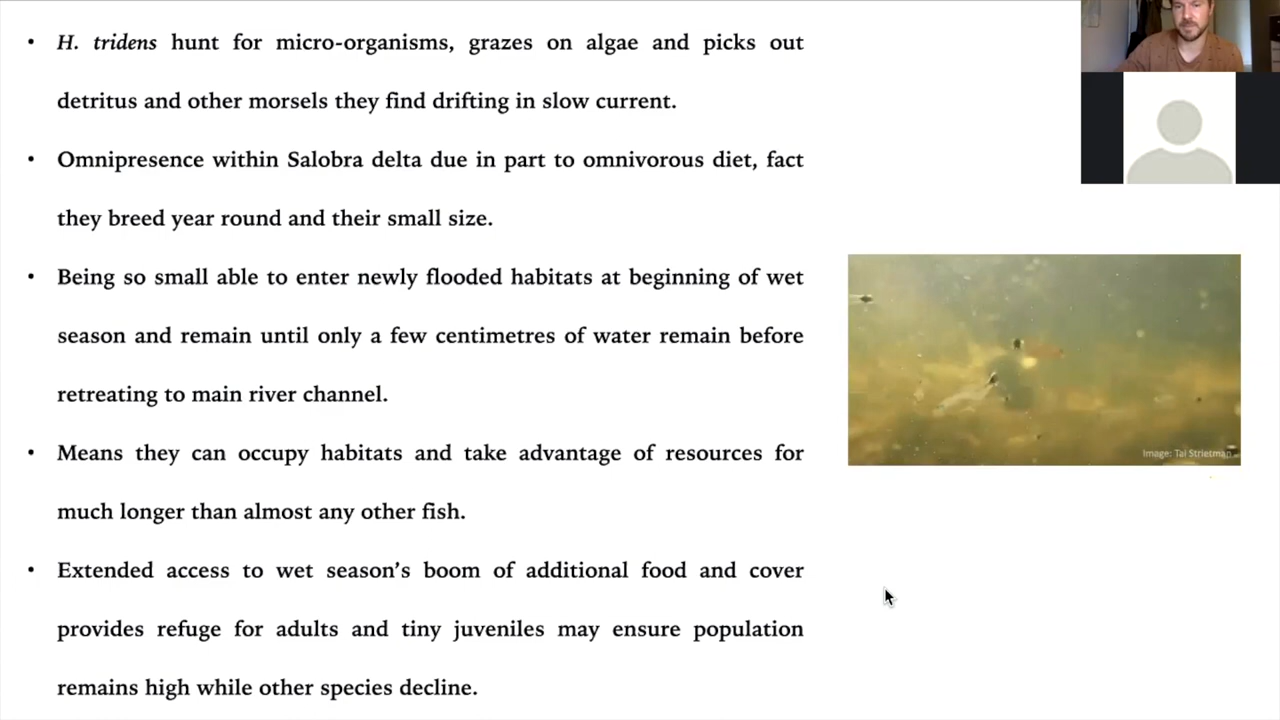 • H. tridens hunt for micro-organisms, grazes on algae and picks out
detritus and other morsels they find drifting in slow current.
• Omnipresence within Salobra delta due in part to omnivorous diet, fact
they breed year round and their small size.
• Being so small able to enter newly flooded habitats at beginning of wet
season and remain until only a few centimetres of water remain before
retreating to main river channel.
• Means they can occupy habitats and take advantage of resources for
much longer than almost any other fish.
• Extended access to wet season’s boom of additional food and cover
provides refuge for adults and tiny juveniles may ensure population
remains high while other species decline.
Image: Tai Strietman